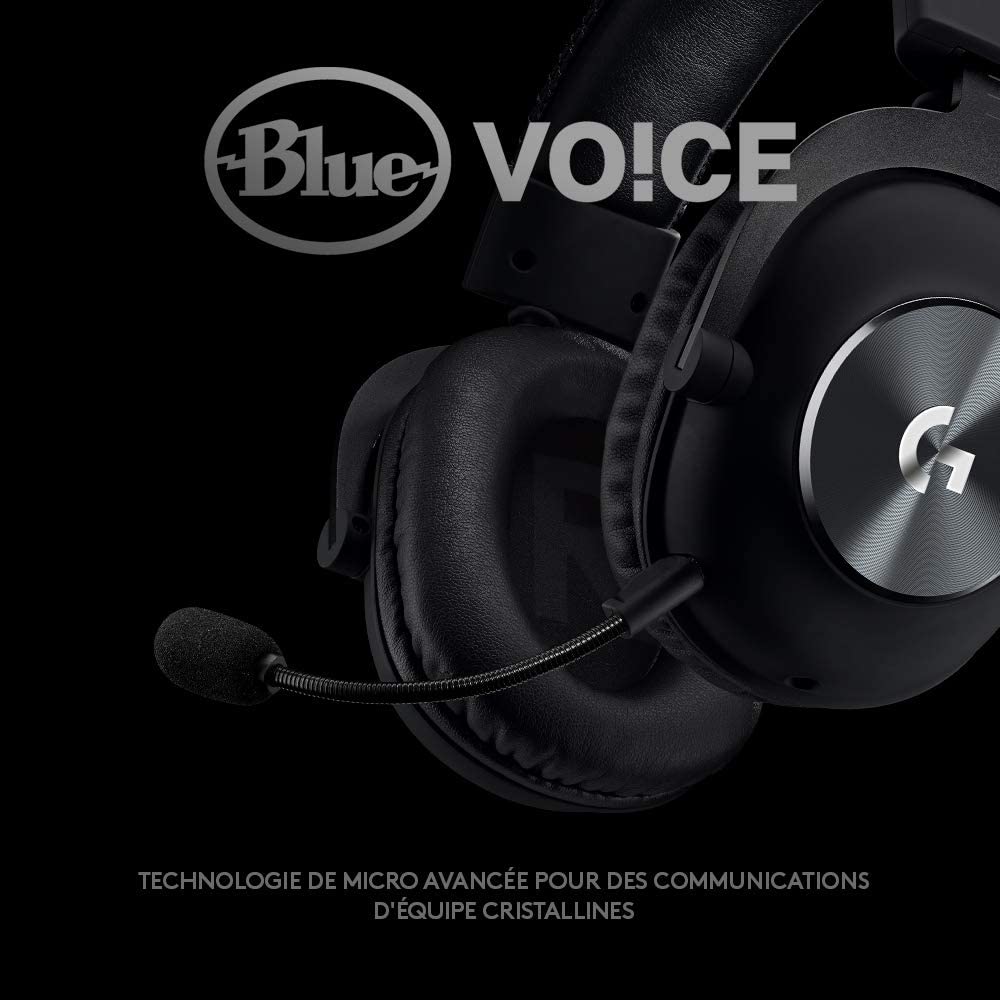 Blue VO!CE
G
TECHNOLOGIE DE MICRO AVANCÉE POUR DES COMMUNICATIONS
D'ÉQUIPE CRISTALLINES